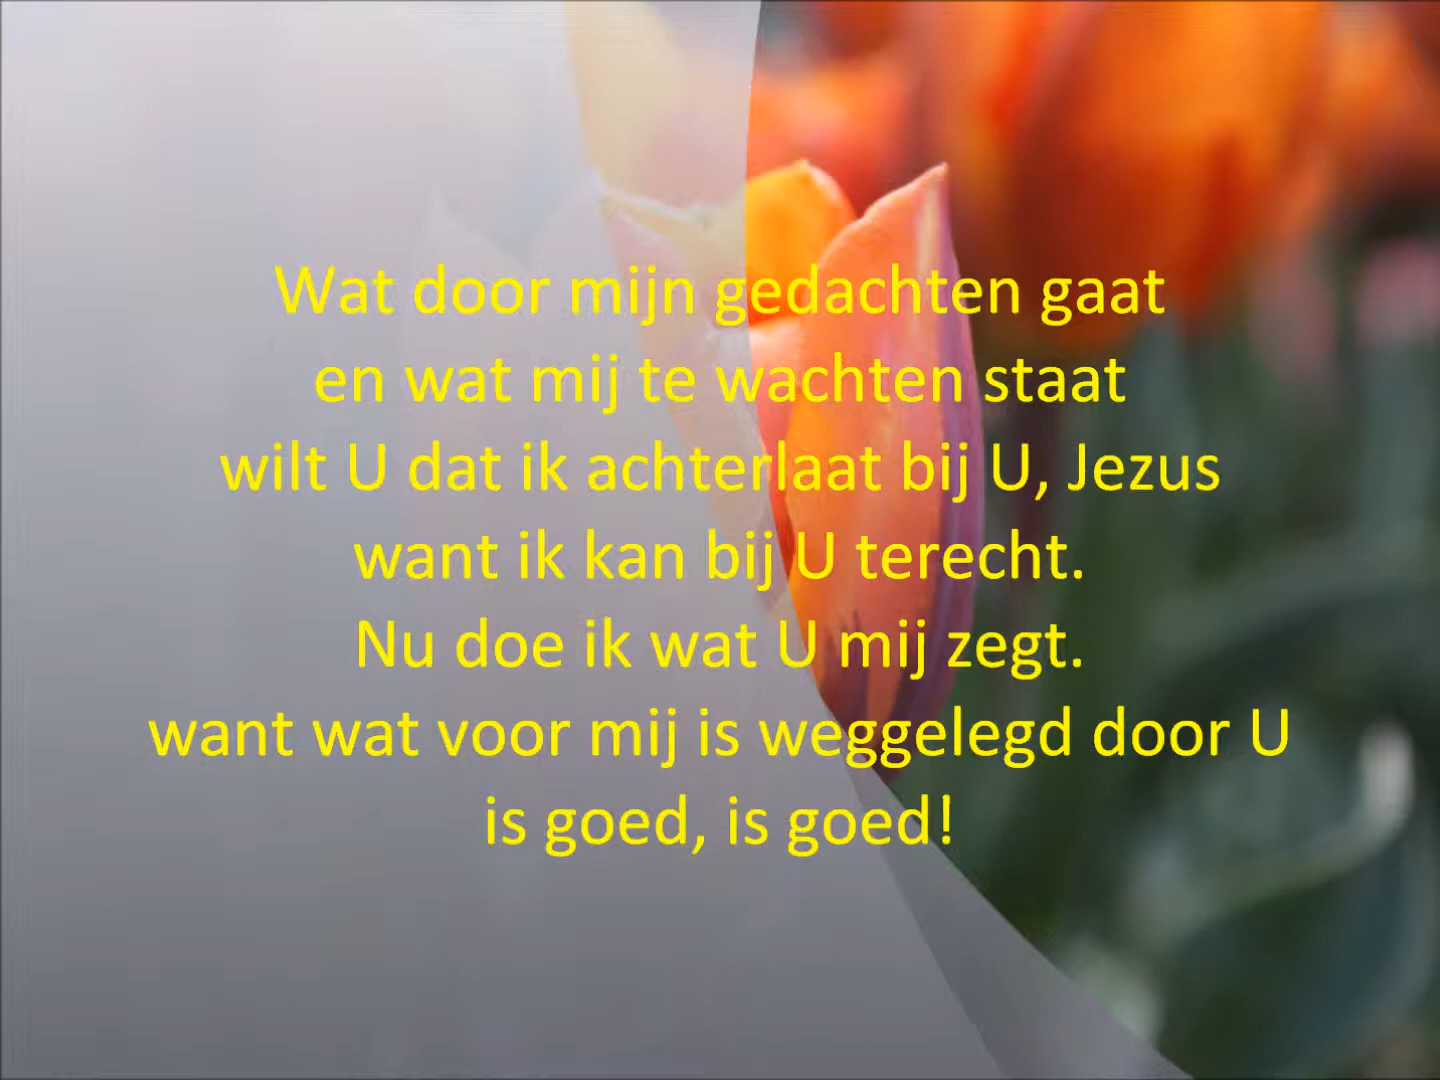 Wat door mijn gedachten gaat
en wat mij te wachten staat
wilt U dat ik achterlaat bij U, Jezus
want ik kan bij U terecht.
Nu doe ik wat U mij zegt.
want wat voor mij is weggelegd door U
is goed, is goed!